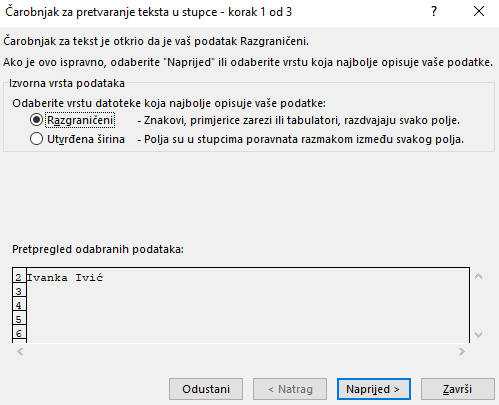 Čarobnjak za pretvaranje teksta u stupce - korak 1 od 3
?
Čarobnjak za tekst je otkrio da je vaš podatak Razgraničeni.
Ako je ovo ispravno, odaberite "Naprijed" ili odaberite vrstu koja najbolje opisuje vaše podatke.
Izvorna vrsta podataka
Odaberite vrstu datoteke koja najbolje opisuje vaše podatke:
Razgraničeni - Znakovi, primjerice zarezi ili tabulatori, razdvajaju svako polje.
Utvrđena širina - Polja su u stupcima poravnata razmakom između svakog polja.
Pretpregled odabranih podataka:
2 Ivanka Ivić
3
4
5
6
Odustani < Natrag Naprijed > Završi